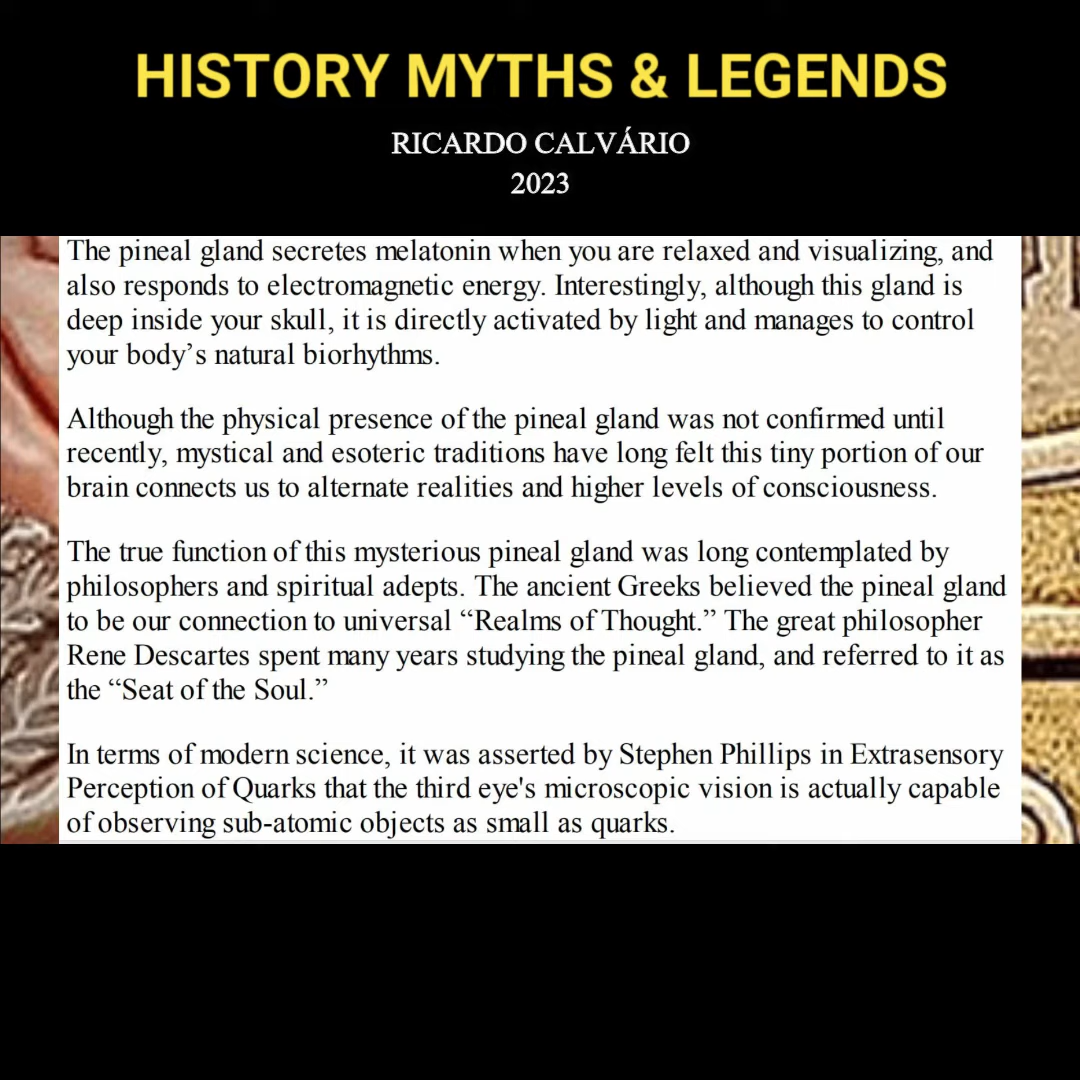 HISTORY MYTHS & LEGENDS
RICARDO CALVÁRIO
2023
The pineal gland secretes melatonin when you are relaxed and visualizing, and
also responds to electromagnetic energy. Interestingly, although this gland is
deep inside your skull, it is directly activated by light and manages to control
your body’s natural biorhythms.
Although the physical presence of the pineal gland was not confirmed until
recently, mystical and esoteric traditions have long felt this tiny portion of our
brain connects us to alternate realities and higher levels of consciousness.
The true function of this mysterious pineal gland was long contemplated by
philosophers and spiritual adepts. The ancient Greeks believed the pineal gland
to be our connection to universal “Realms of Thought.” The great philosopher
Rene Descartes spent many years studying the pineal gland, and referred to it as
the “Seat of the Soul.”
In terms of modern science, it was asserted by Stephen Phillips in Extrasensory
Perception of Quarks that the third eye's microscopic vision is actually capable
of observing sub-atomic objects as small as quarks.